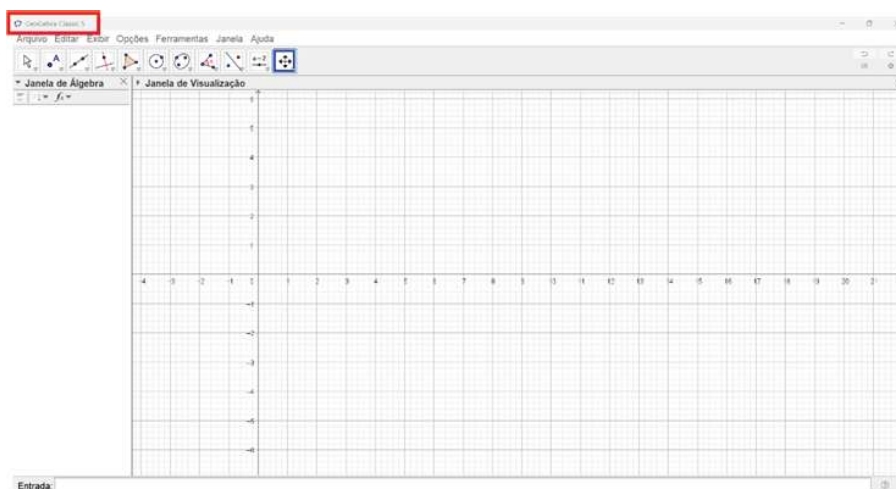 GeoGebra Classic 5
Arquivo Editar Exibir Opções Ferramentas Janela Ajuda
a=2
Janela de Álgebra
Janela de Visualização
6
5
4
3
2
1
-4 -3 -2 -1 0 1 2 3 4 5 6 7 8 9 10 11 12 13 14 15 16 17 18 19 20 21
-1
-2
-3
-4
-5
-6
Entrada: